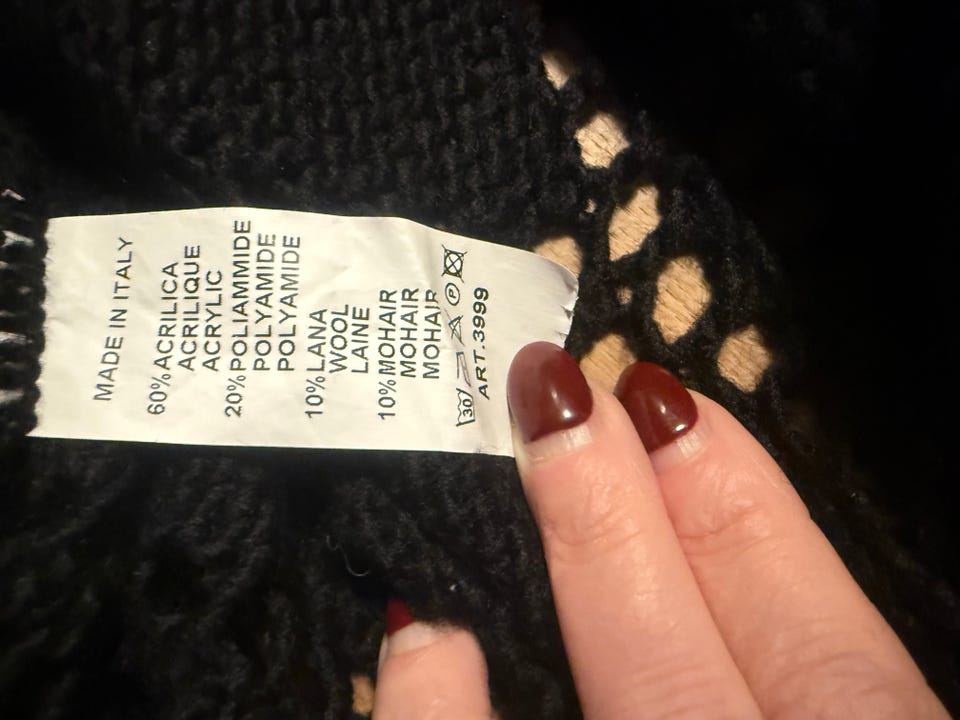 MADE IN ITALY
60% ACRILICA
ACRILIQUE
ACRYLIC
20% POLIAMMIDE
POLYAMIDE
POLYAMIDE
10% LANA
WOOL
LAINE
10% MOHAIR
MOHAIR
MOHAIR
30 P
ART.3999